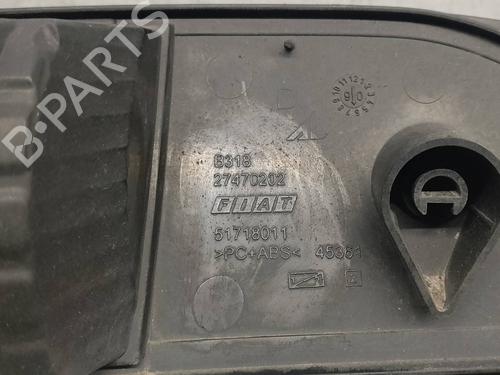 B-PARTS
B318
27470202
FIAT
51718011
>PC+ABS< 45351